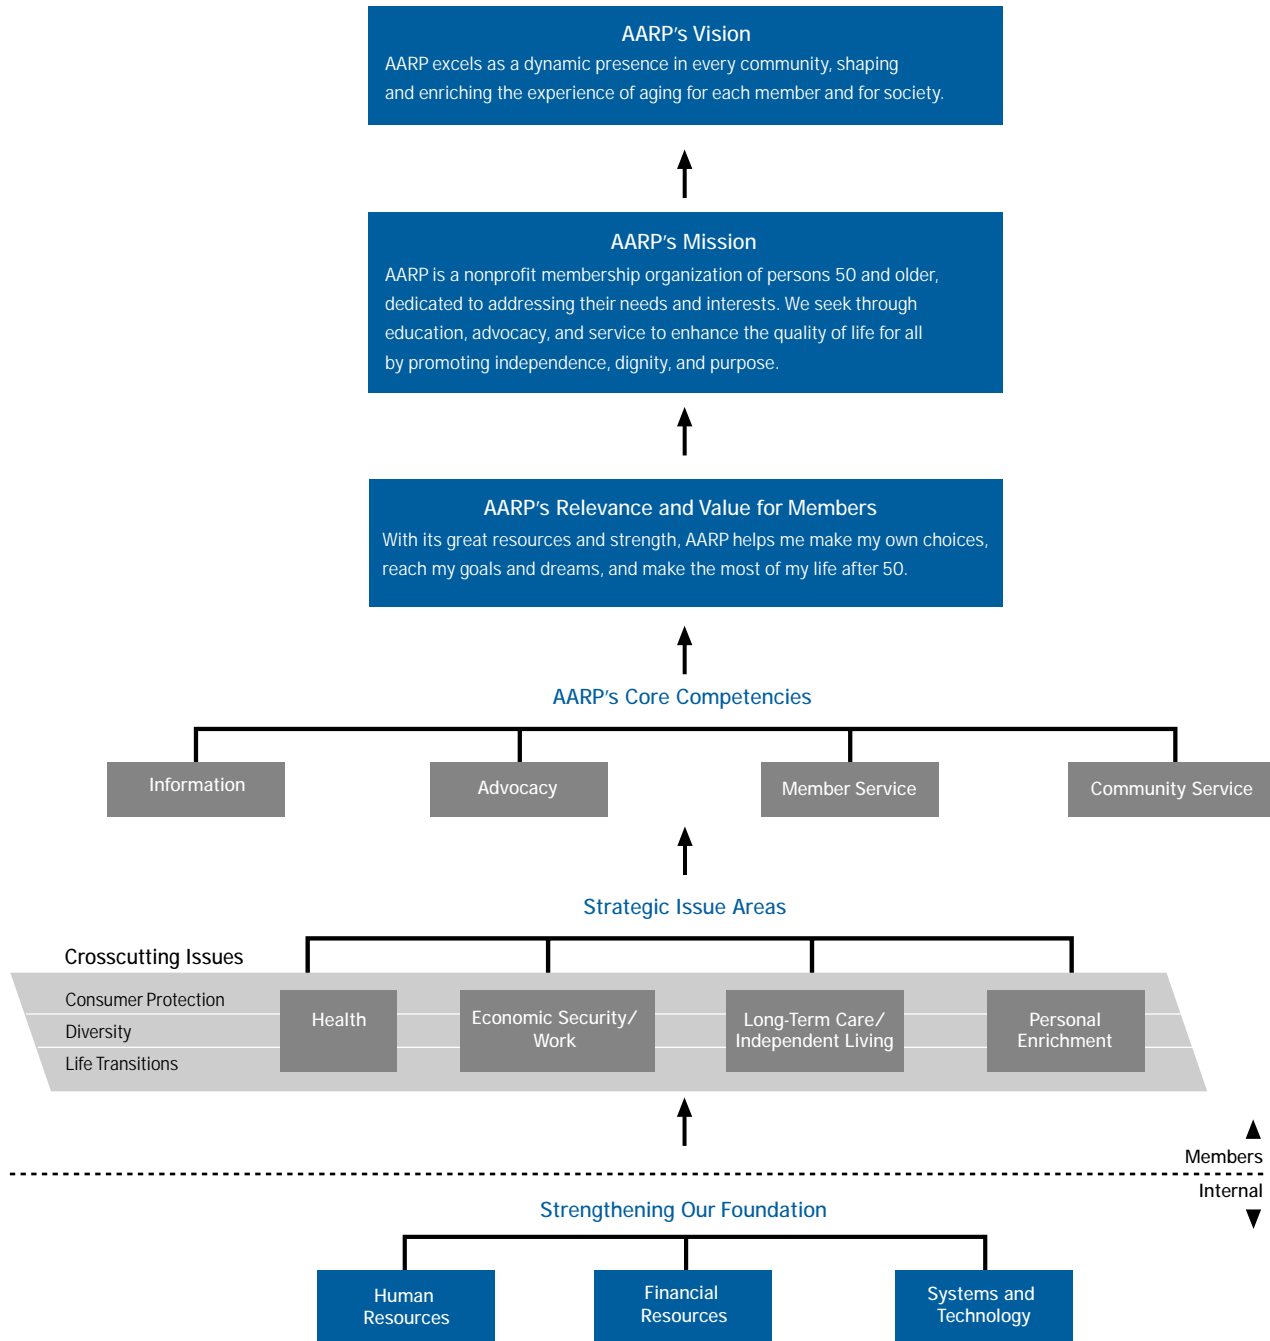 AARP's Vision
AARP excels as a dynamic presence in every community, shaping
and enriching the experience of aging for each member and for society.
AARP's Mission
AARP is a nonprofit membership organization of persons 50 and older,
dedicated to addressing their needs and interests. We seek through
education, advocacy, and service to enhance the quality of life for all
by promoting independence, dignity, and purpose.
AARP's Relevance and Value for Members
With its great resources and strength, AARP helps me make my own choices,
reach my goals and dreams, and make the most of my life after 50.
AARP's Core Competencies
Information
Advocacy
Member Service
Community Service
Strategic Issue Areas
Crosscutting Issues
Consumer Protection
Diversity
Life Transitions
Health
Economic Security/
Work
Long-Term Care/
Independent Living
Personal
Enrichment
Members
Internal
Strengthening Our Foundation
Human
Resources
Financial
Resources
Systems and
Technology